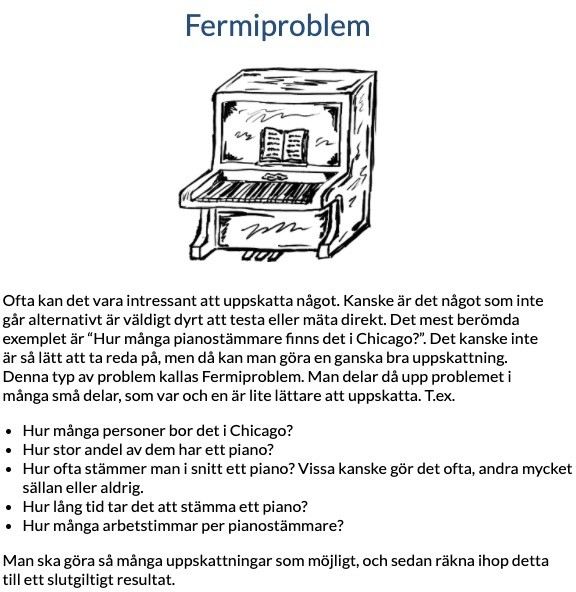 Fermiproblem
Ofta kan det vara intressant att uppskatta något. Kanske är det något som inte
går alternativt är väldigt dyrt att testa eller mäta direkt. Det mest berömda
exemplet är “Hur många pianostämmare finns det i Chicago?”. Det kanske inte
är så lätt att ta reda på, men då kan man göra en ganska bra uppskattning.
Denna typ av problem kallas Fermiproblem. Man delar då upp problemet i
många små delar, som var och en är lite lättare att uppskatta. T.ex.
• Hur många personer bor det i Chicago?
• Hur stor andel av dem har ett piano?
• Hur ofta stämmer man i snitt ett piano? Vissa kanske gör det ofta, andra mycket
sällan eller aldrig.
• Hur lång tid tar det att stämma ett piano?
• Hur många arbetstimmar per pianostämmare?
Man ska göra så många uppskattningar som möjligt, och sedan räkna ihop detta
till ett slutgiltigt resultat.